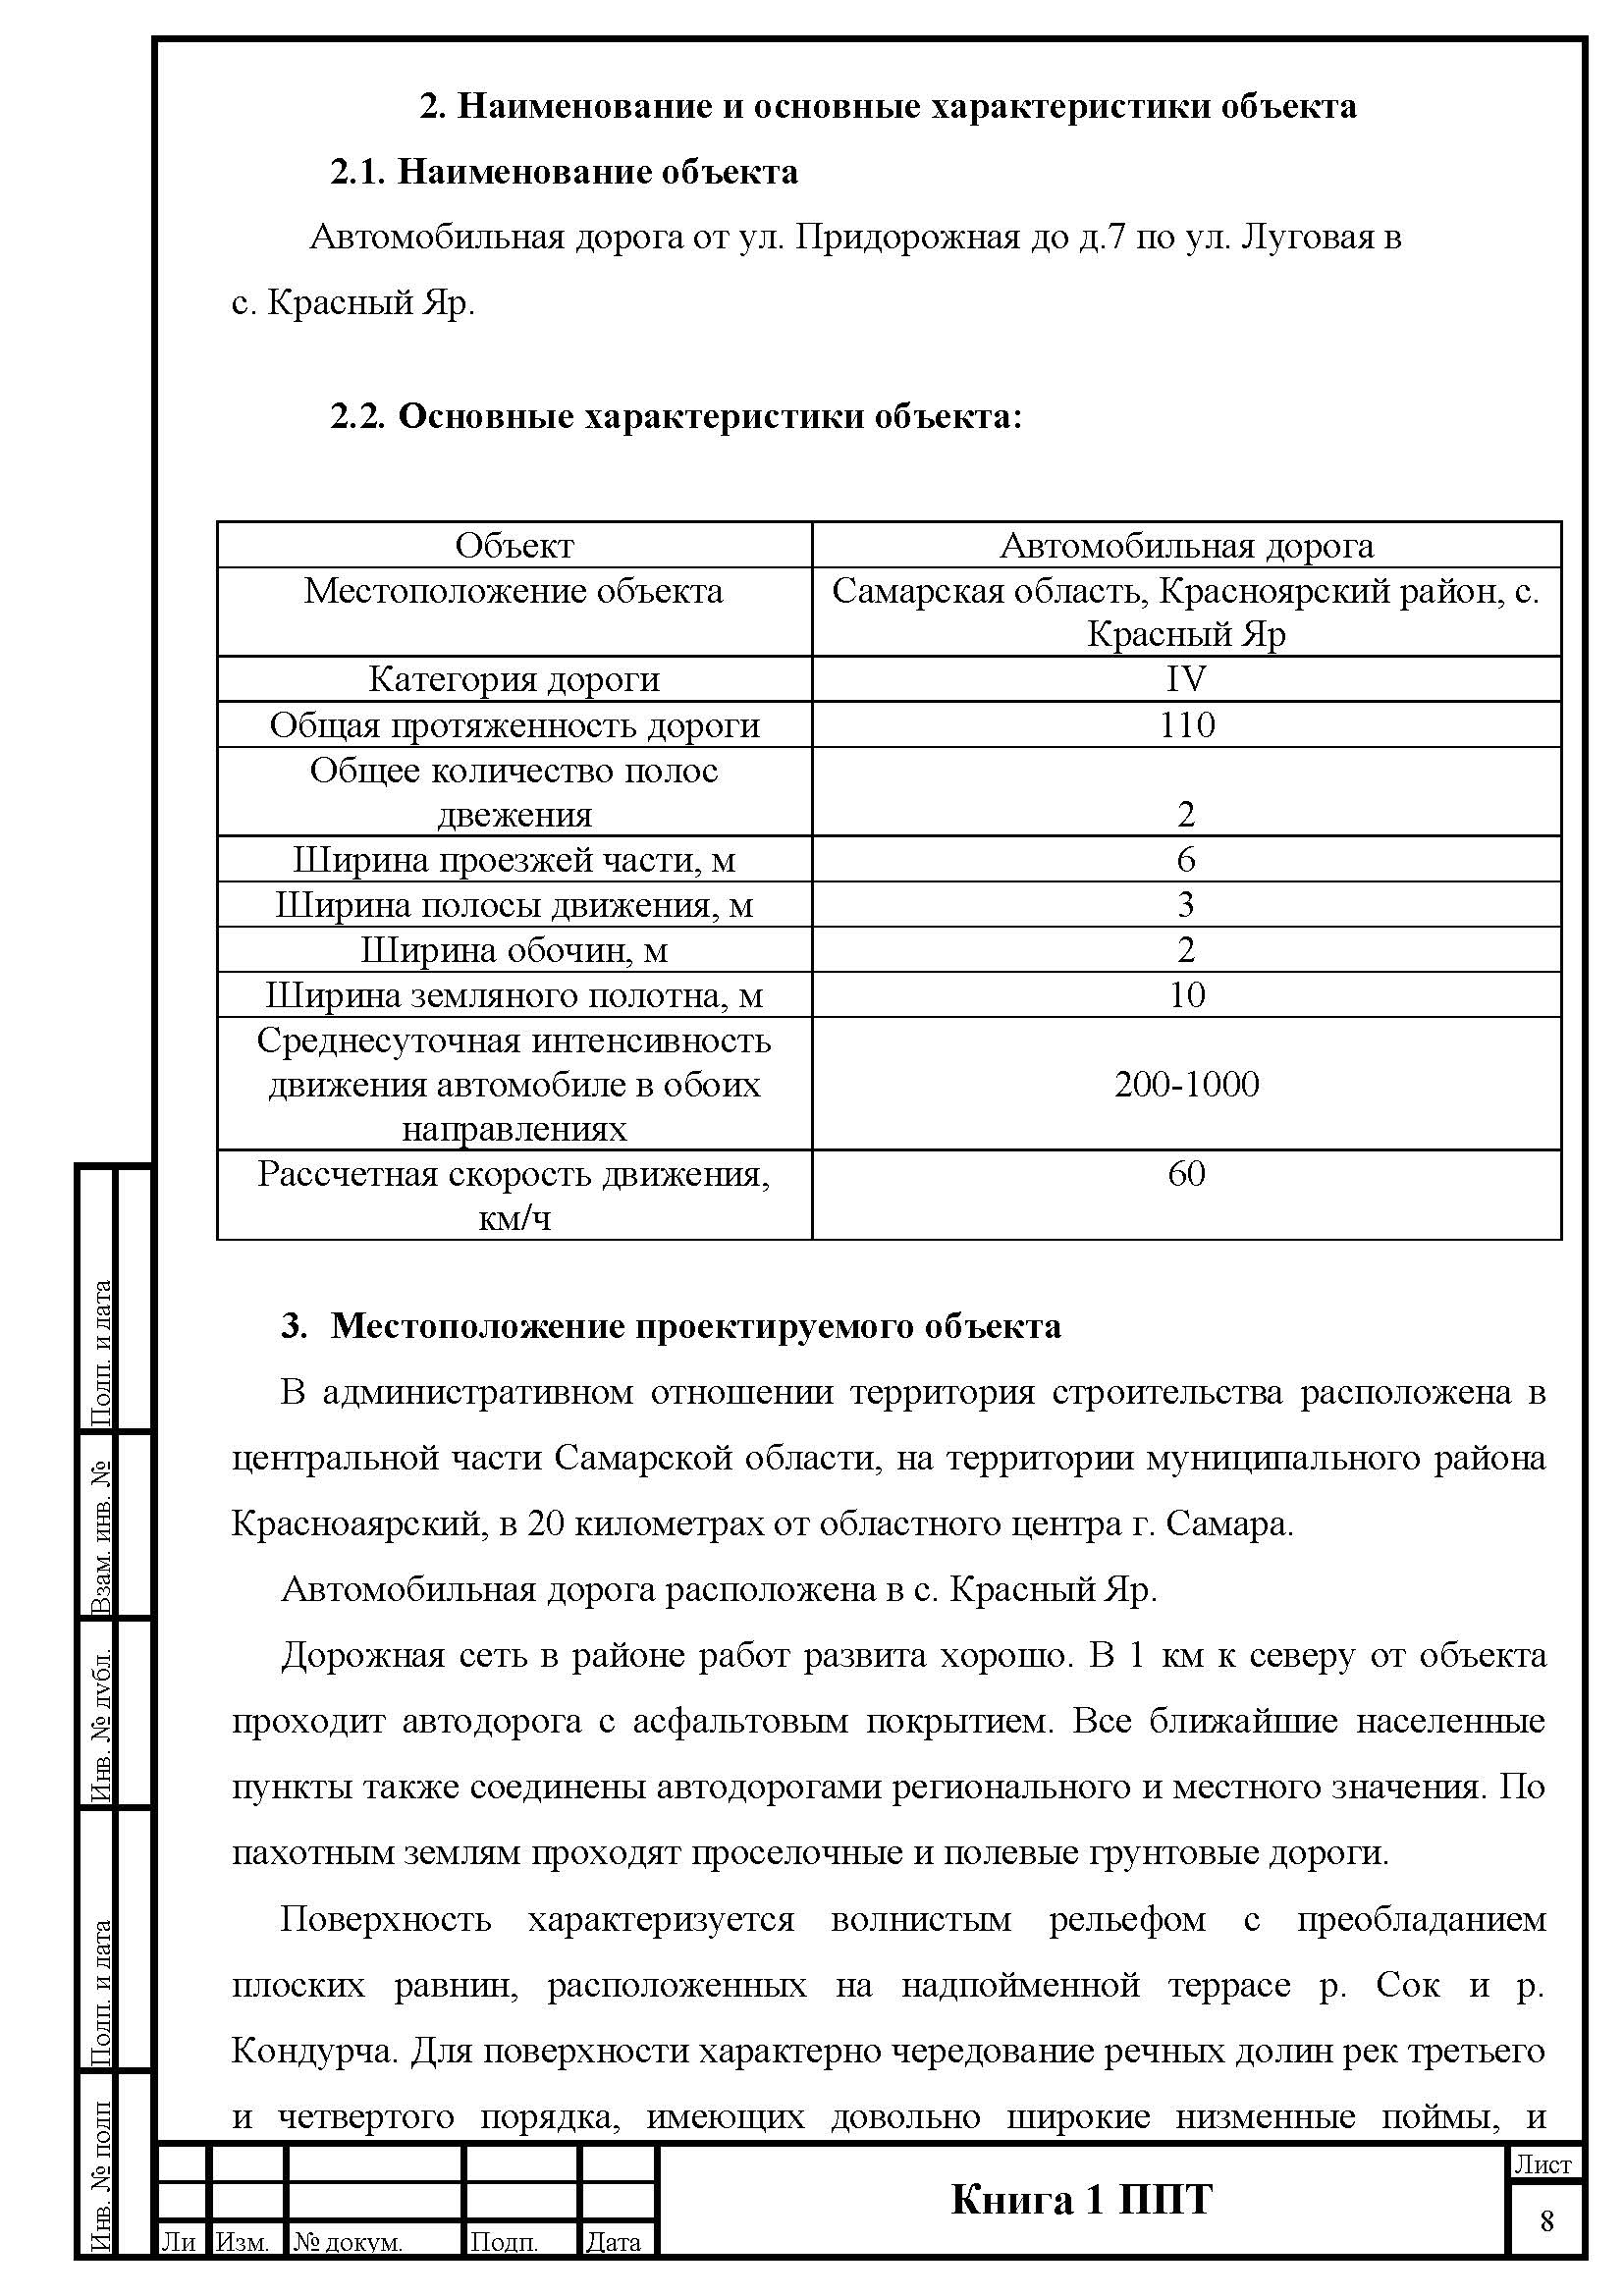 2. Наименование и основные характеристики объекта
2.1. Наименование объекта
Автомобильная дорога от ул. Придорожная до д.7 по ул. Луговая в
с. Красный Яр.
2.2. Основные характеристики объекта:
Объект
Автомобильная дорога
Местоположение объекта
Самарская область, Красноярский район, с.
Красный Яр
Категория дороги
IV
Общая протяженность дороги
110
Общее количество полос
двежения
2
Ширина проезжей части, м
6
Ширина полосы движения, м
3
Ширина обочин, м
2
Ширина земляного полотна, м
10
Среднесуточная интенсивность
движения автомобиле в обоих
направлениях
200-1000
Рассчетная скорость движения,
км/ч
60
3. Местоположение проектируемого объекта
В административном отношении территория строительства расположена в
центральной части Самарской области, на территории муниципального района
Красноаярский, в 20 километрах от областного центра г. Самара.
Автомобильная дорога расположена в с. Красный Яр.
Дорожная сеть в районе работ развита хорошо. В 1 км к северу от объекта
проходит автодорога с асфальтовым покрытием. Все ближайшие населенные
пункты также соединены автодорогами регионального и местного значения. По
пахотным землям проходят проселочные и полевые грунтовые дороги.
Поверхность характеризуется волнистым рельефом с преобладанием
плоских равнин, расположенных на надпойменной террасе р. Сок и р.
Кондурча. Для поверхности характерно чередование речных долин рек третьего
и четвертого порядка, имеющих довольно широкие низменные поймы, и
Подп. и дата
Взам. инв. №
Инв. № дубл.
Подп. и дата
Инв. № подп
Ли
Изм.
№ докум.
Подп.
Дата
Книга 1 ППТ
Лист
8